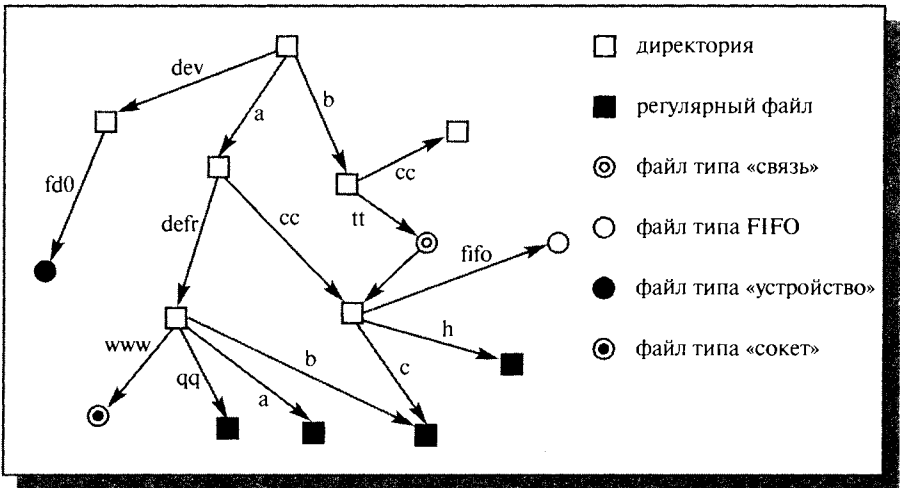 dev
a
b
cc
fd0
defr
cc
tt
fifo
www
qq
a
b
c
h
директория
регулярный файл
файл типа «связь»
файл типа FIFO
файл типа «устройство»
файл типа «сокет»